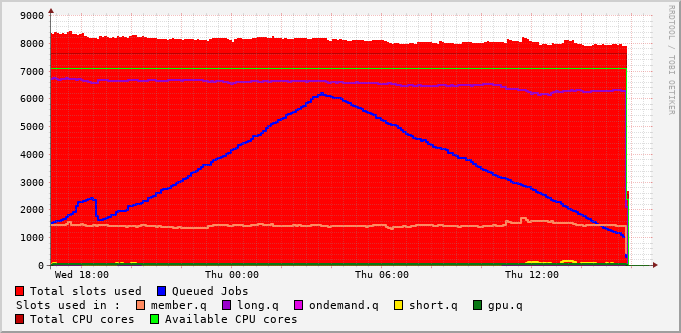 RRDTOOL / TOBI OETIKER
9000
8000
7000
6000
5000
4000
3000
2000
1000
0
Wed 18:00 Thu 00:00 Thu 06:00 Thu 12:00
Total slots used Queued Jobs
Slots used in : member.q long.q ondemand.q short.q gpu.q
Total CPU cores Available CPU cores